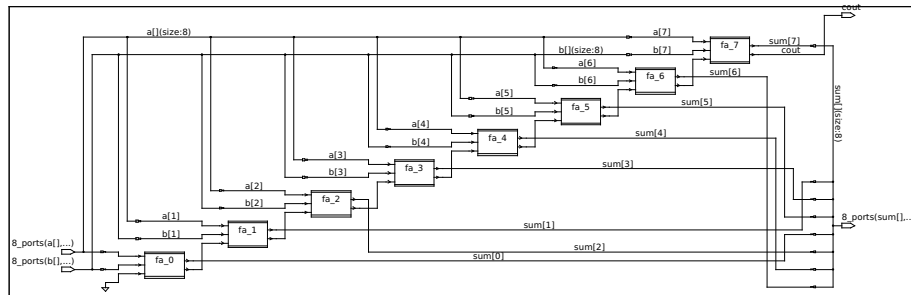 cout
a[](size:8)
a[7]
fa_7
sum[7]
b[](size:8)
b[7]
cout
a[6]
fa_6
sum[6]
b[6]
sum[](size:8)
a[5]
fa_5
sum[5]
b[5]
a[4]
fa_4
sum[4]
b[4]
a[3]
fa_3
sum[3]
b[3]
a[2]
fa_2
b[2]
a[1]
fa_1
sum[1]
8_ports(sum[],...
b[1]
8_ports(a[],...)
sum[2]
fa_0
sum[0]
8_ports(b[],...)